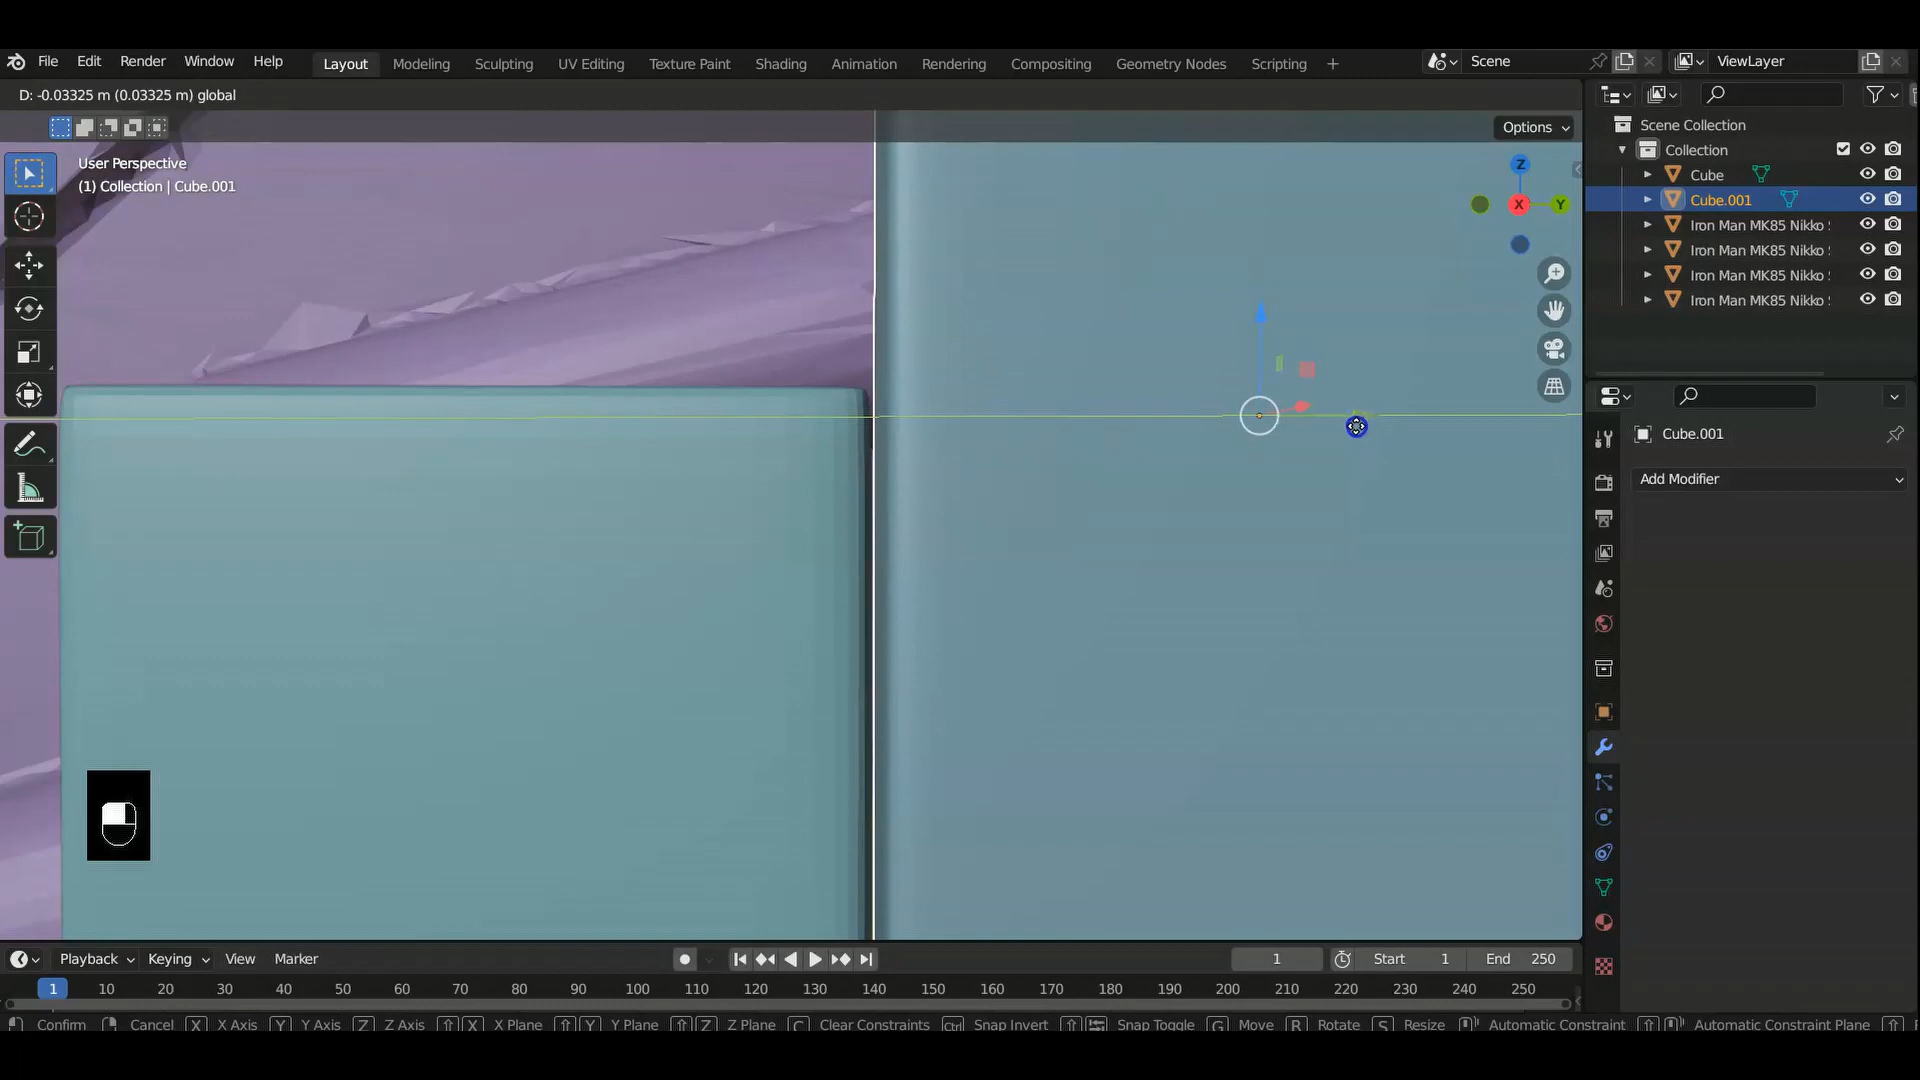 File Edit Render Window Help Layout Modeling Sculpting UV Editing Texture Paint Shading Animation Rendering Compositing Geometry Nodes Scripting + Scene ViewLayer
D: -0.03325 m (0.03325 m) global
Options
User Perspective
(1) Collection | Cube.001
Z
X
Y
Scene Collection
Collection
Cube
Cube.001
Iron Man MK85 Nikko
Iron Man MK85 Nikko
Iron Man MK85 Nikko
Iron Man MK85 Nikko
Cube.001
Add Modifier
Playback Keying View Marker 1 Start 1 End 250
1 10 20 30 40 50 60 70 80 90 100 110 120 130 140 150 160 170 180 190 200 210 220 230 240 250
Confirm Cancel X X Axis Y Y Axis Z Z Axis X X Plane Y Y Plane Z Z Plane C Clear Constraints Ctrl Snap Invert Snap Toggle G Move R Rotate S Resize Automatic Constraint Automatic Constraint Plane